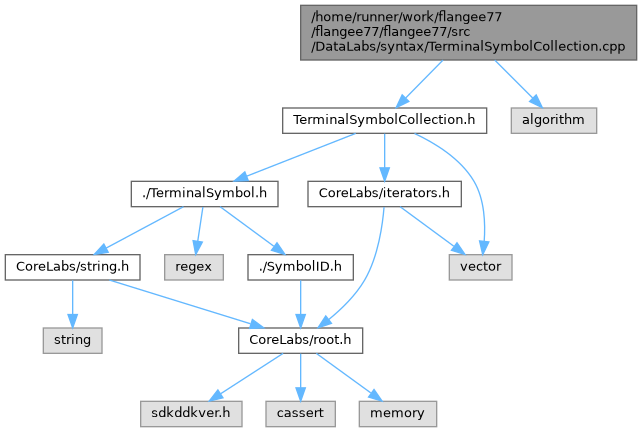 /home/runner/work/flangee77
/flangee77/flangee77/src
/DataLabs/syntax/TerminalSymbolCollection.cpp
TerminalSymbolCollection.h
algorithm
./TerminalSymbol.h
CoreLabs/iterators.h
CoreLabs/string.h
regex
./SymbolID.h
vector
string
CoreLabs/root.h
sdkddkver.h
cassert
memory